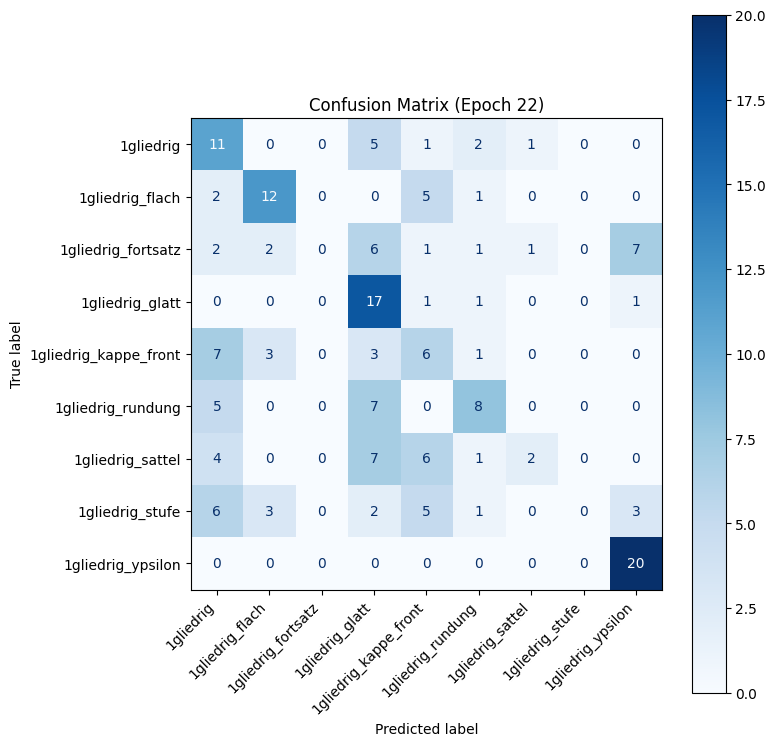 Confusion Matrix (Epoch 22)
True label
1gliedrig 11 0 0 5 1 2 1 0 0
1gliedrig_flach 2 12 0 0 5 1 0 0 0
1gliedrig_fortsatz 2 2 0 6 1 1 1 0 7
1gliedrig_glatt 0 0 0 17 1 1 0 0 1
1gliedrig_kappe_front 7 3 0 3 6 1 0 0 0
1gliedrig_rundung 5 0 0 7 0 8 0 0 0
1gliedrig_sattel 4 0 0 7 6 1 2 0 0
1gliedrig_stufe 6 3 0 2 5 1 0 0 3
1gliedrig_ypsilon 0 0 0 0 0 0 0 0 20
1gliedrig
1gliedrig_flach
1gliedrig_fortsatz
1gliedrig_glatt
1gliedrig_kappe_front
1gliedrig_rundung
1gliedrig_sattel
1gliedrig_stufe
1gliedrig_ypsilon
Predicted label
20.0
17.5
15.0
12.5
10.0
7.5
5.0
2.5
0.0